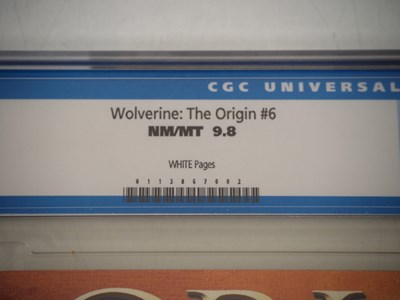 CGC UNIVERSAL
Wolverine: The Origin #6
NM/MT 9.8
WHITE Pages
0113867002